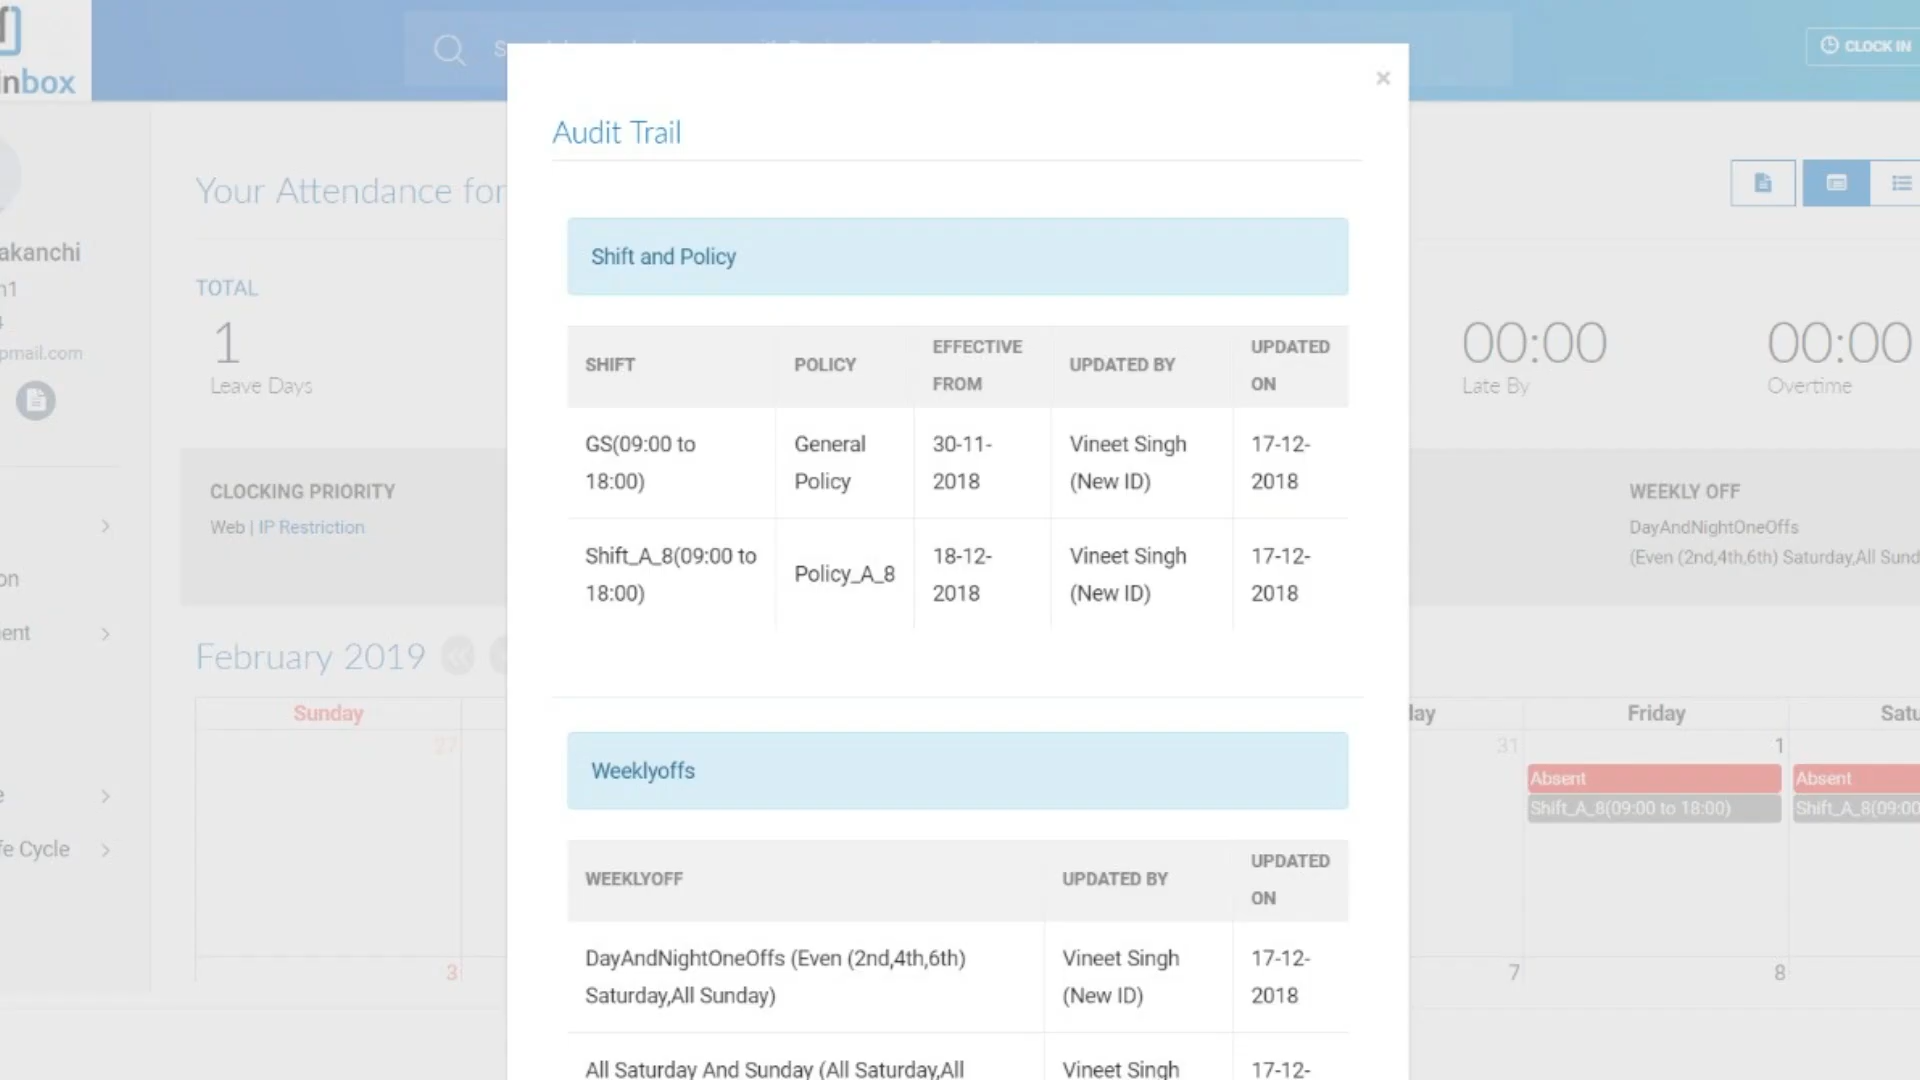 inbox
CLOCK IN
Audit Trail
Your Attendance for
Shift and Policy
akanchi
TOTAL
1
Leave Days
pmail.com
SHIFT
POLICY
EFFECTIVE
FROM
UPDATED BY
UPDATED
ON
00:00
Late By
00:00
Overtime
GS(09:00 to
18:00)
General
Policy
30-11-
2018
Vineet Singh
(New ID)
17-12-
2018
Shift_A_8(09:00 to
18:00)
Policy_A_8
18-12-
2018
Vineet Singh
(New ID)
17-12-
2018
CLOCKING PRIORITY
Web | IP Restriction
WEEKLY OFF
DayAndNightOneOffs
(Even (2nd,4th,6th) Saturday,All Sund
on
ent
fe Cycle
February 2019
Sunday
27
3
Weeklyoffs
WEEKLYOFF
UPDATED BY
UPDATED
ON
DayAndNightOneOffs (Even (2nd,4th,6th)
Saturday,All Sunday)
Vineet Singh
(New ID)
17-12-
2018
All Saturday And Sunday (All Saturday,All
Vineet Singh
17-12-
day
Friday
Satu
31
1
Absent
Shift_A_8(09:00 to 18:00)
Absent
Shift_A_8(09:00
7
8